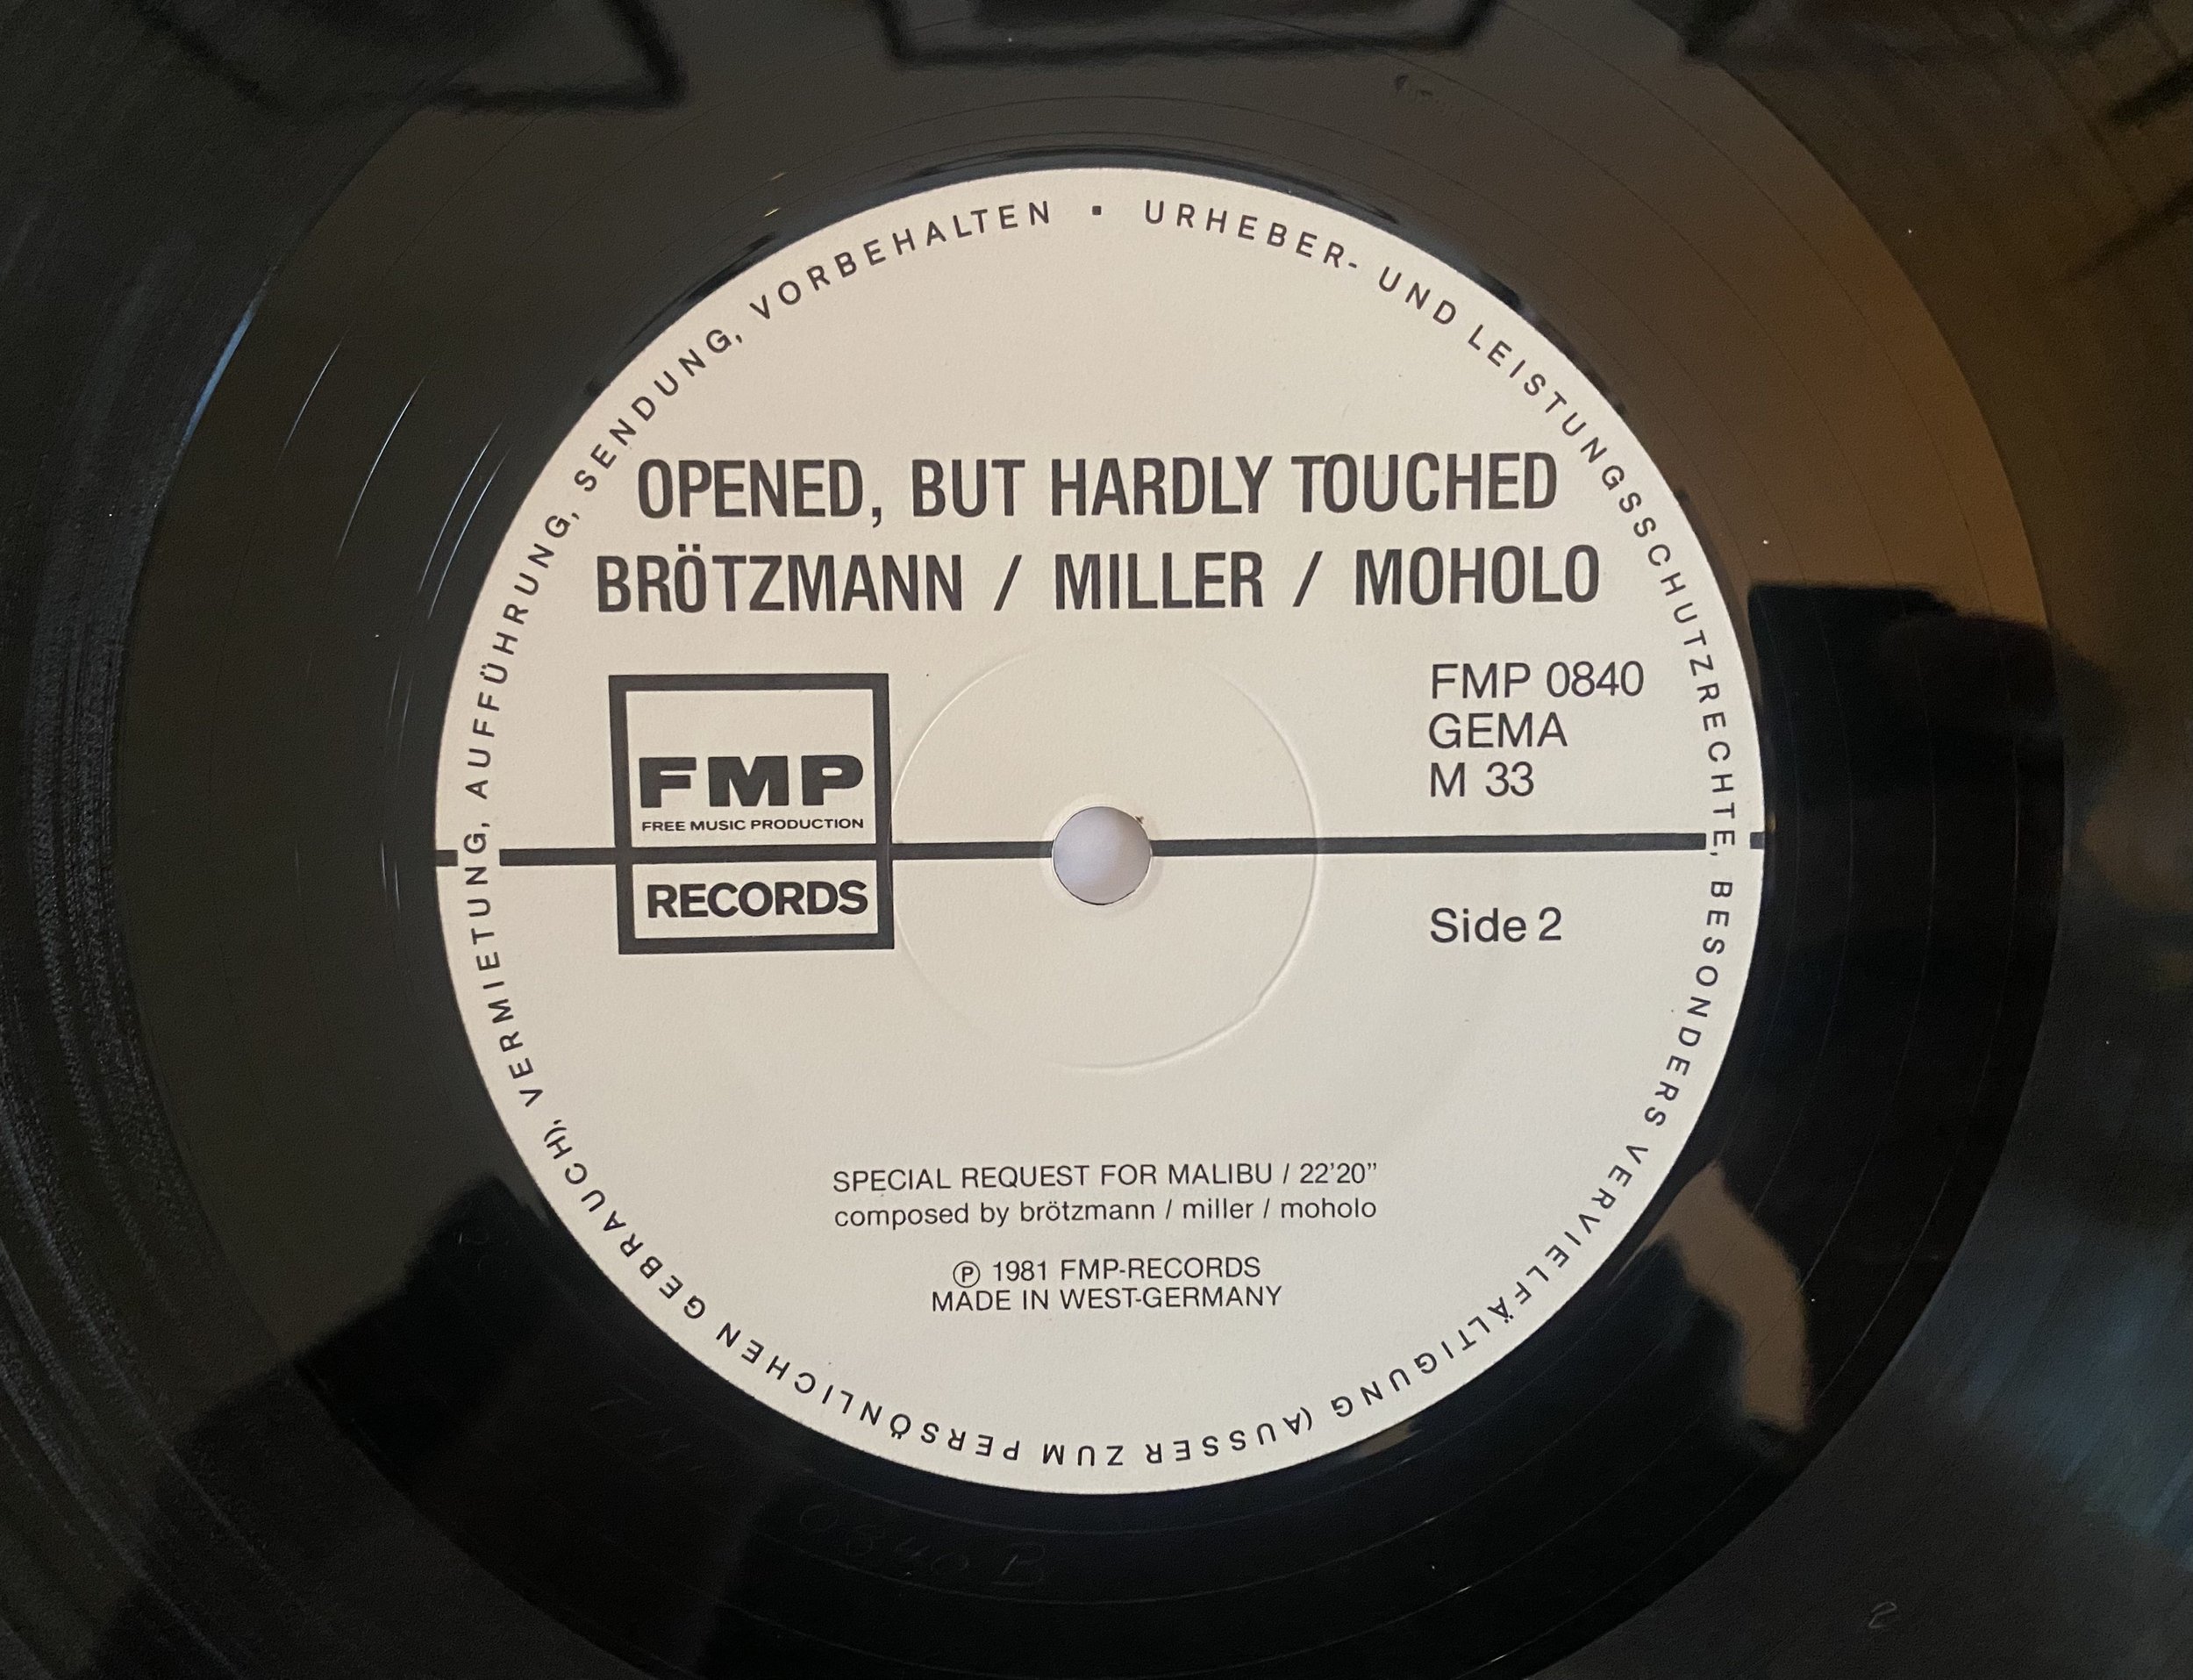 URHEBER- UND LEISTUNGSSCHUTZRECHTE, BESONDERS VERVIELFÄLTIGUNG (AUSSER ZUM PERSÖNLICHEN GEBRAUCH), VERMIETUNG, AUFFÜHRUNG, SENDUNG, VORBEHALTEN ▪
OPENED, BUT HARDLY TOUCHED
BRÖTZMANN / MILLER / MOHOLO
FMP
FREE MUSIC PRODUCTION
RECORDS
FMP 0840
GEMA
M 33
Side 2
SPECIAL REQUEST FOR MALIBU / 22'20”
composed by brötzmann / miller / moholo
Ⓟ 1981 FMP-RECORDS
MADE IN WEST-GERMANY
0840 B